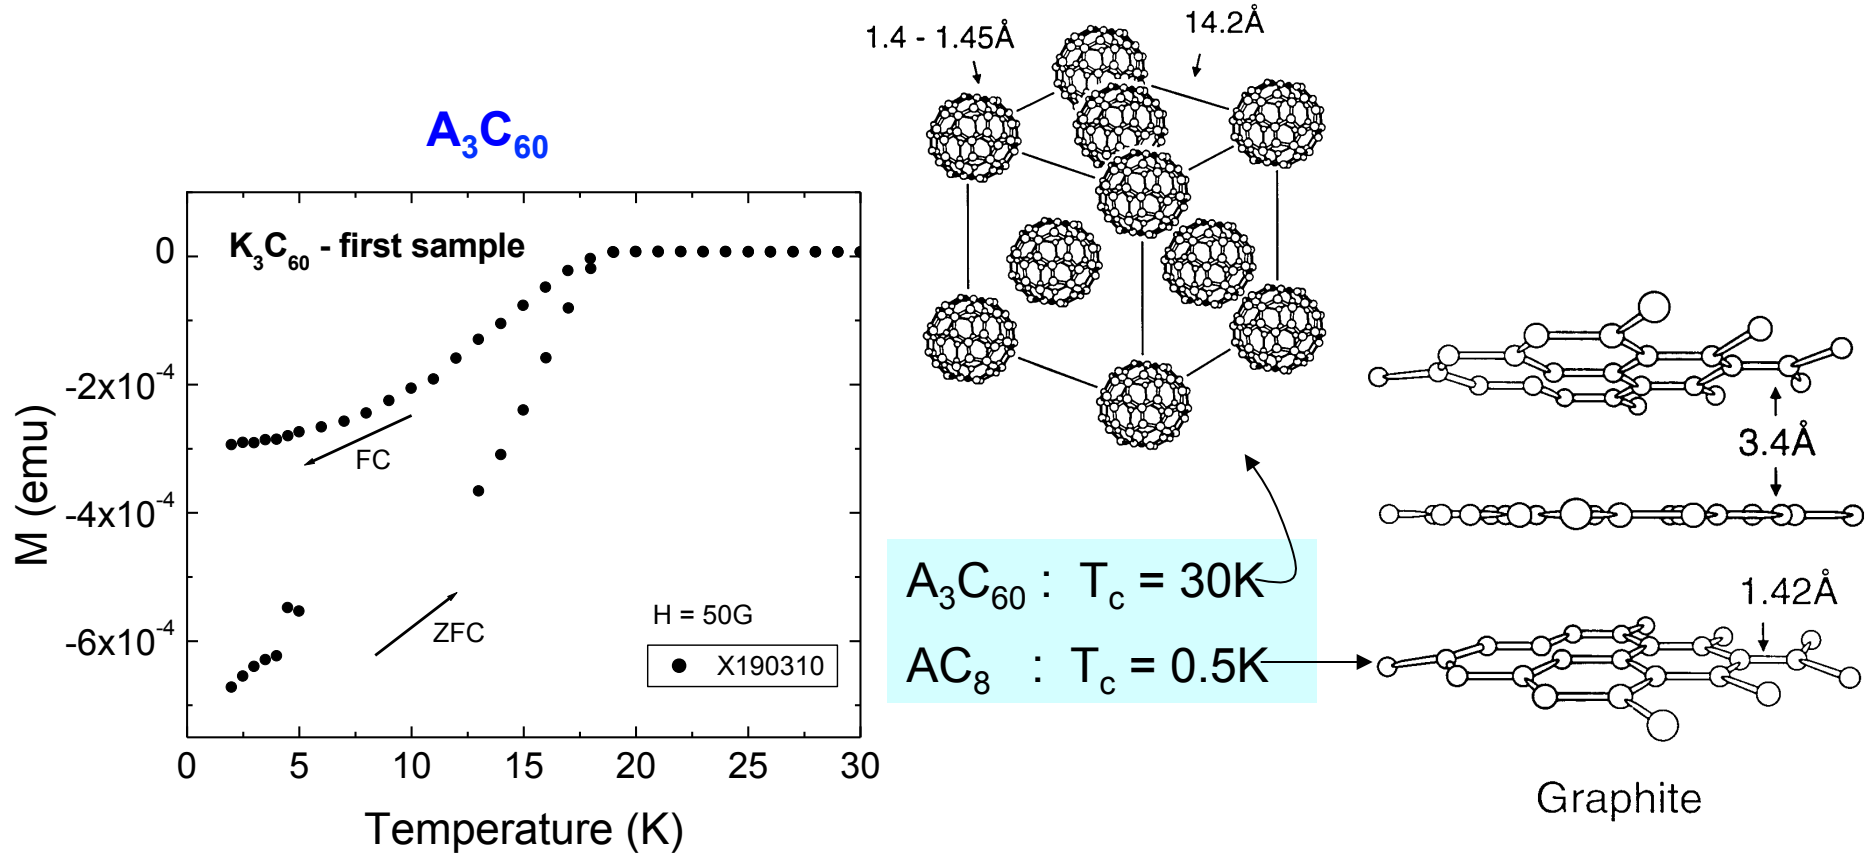 A₃C₆₀
K₃C₆₀ - first sample
M (emu)
0
-2x10⁻⁴
-4x10⁻⁴
-6x10⁻⁴
FC
ZFC
H = 50G
X190310
0 5 10 15 20 25 30
Temperature (K)
1.4 - 1.45Å
14.2Å
A₃C₆₀ : T_c = 30K
AC₈ : T_c = 0.5K
3.4Å
1.42Å
Graphite